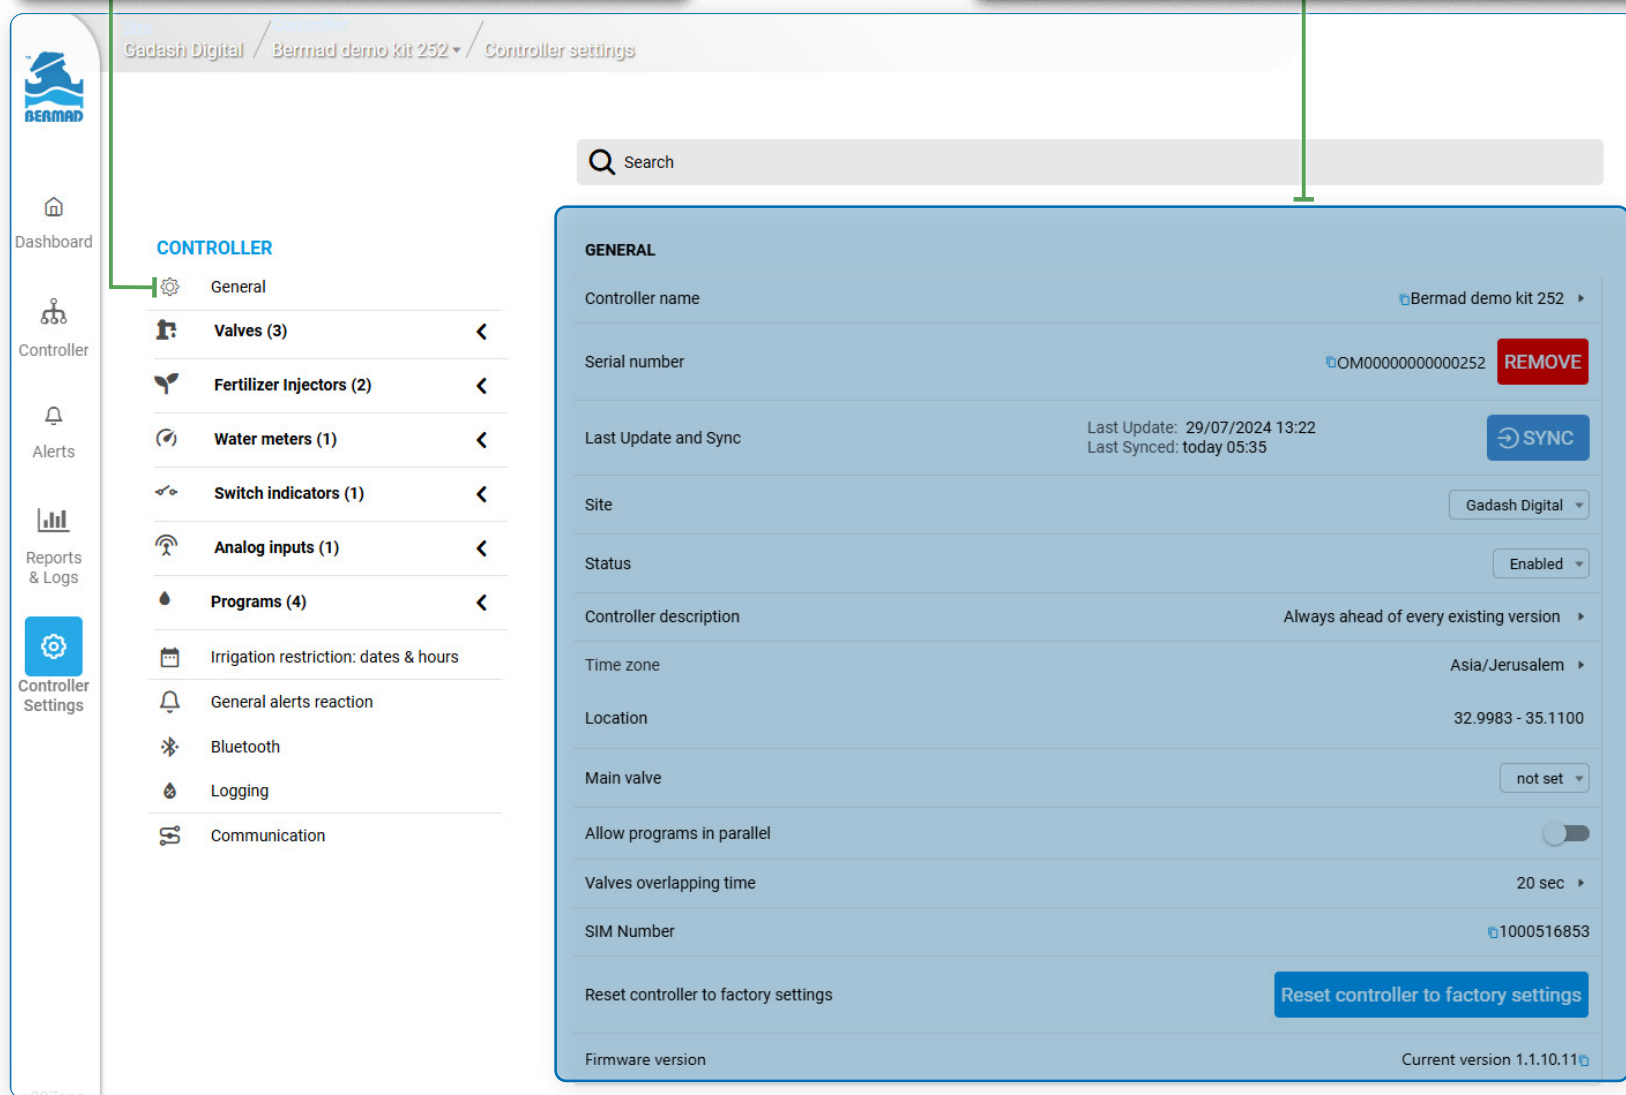 Gadash Digital / Bermad demo kit 252 / Controller settings
BERMAD
Search
Dashboard
Controller
Alerts
Reports
& Logs
Controller
Settings
CONTROLLER
General
Valves (3)
Fertilizer Injectors (2)
Water meters (1)
Switch indicators (1)
Analog inputs (1)
Programs (4)
Irrigation restriction: dates & hours
General alerts reaction
Bluetooth
Logging
Communication
GENERAL
Controller name Bermad demo kit 252
Serial number OM00000000000252 REMOVE
Last Update and Sync Last Update: 29/07/2024 13:22
Last Synced: today 05:35 SYNC
Site Gadash Digital
Status Enabled
Controller description Always ahead of every existing version
Time zone Asia/Jerusalem
Location 32.9983 - 35.1100
Main valve not set
Allow programs in parallel
Valves overlapping time 20 sec
SIM Number 1000516853
Reset controller to factory settings Reset controller to factory settings
Firmware version Current version 1.1.10.11